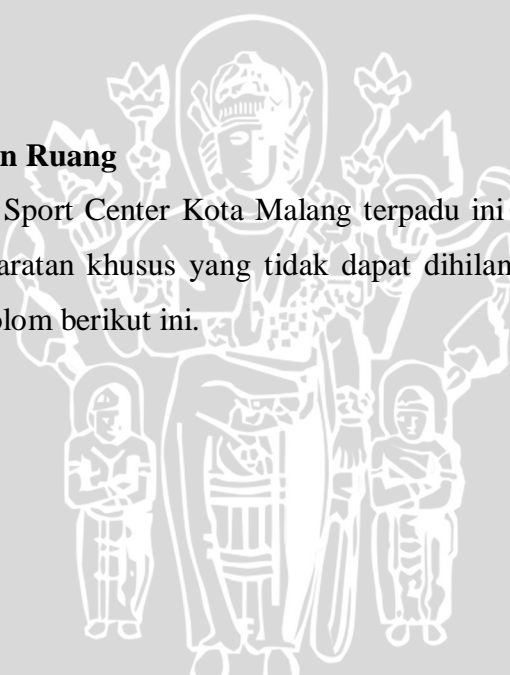 n Ruang
Sport Center Kota Malang terpadu ini
aratan khusus yang tidak dapat dihilan
olom berikut ini.